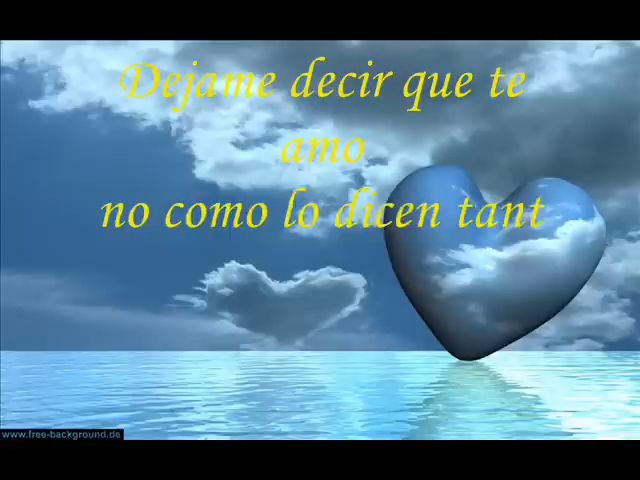 Dejame decir que te
amo
no como lo dicen tant
www.free-background.de